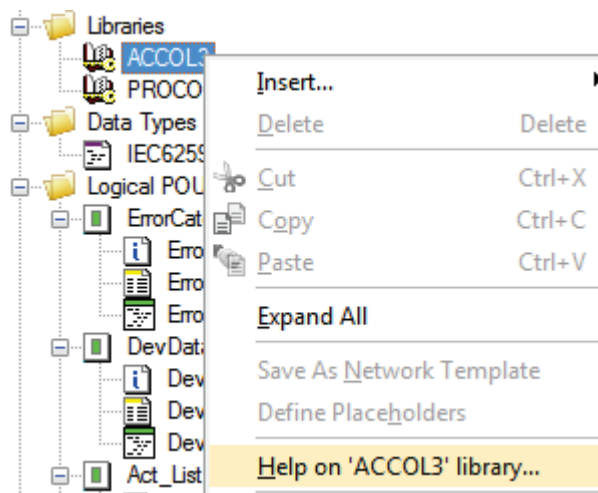 Libraries
ACCOL3
PROCO
Data Types
IEC6259
Logical POU
ErrorCat
Erro
Erro
Erro
DevData
Dev
Dev
Dev
Act_List
Insert...
Delete Delete
Cut Ctrl+X
Copy Ctrl+C
Paste Ctrl+V
Expand All
Save As Network Template
Define Placeholders
Help on 'ACCOL3' library...